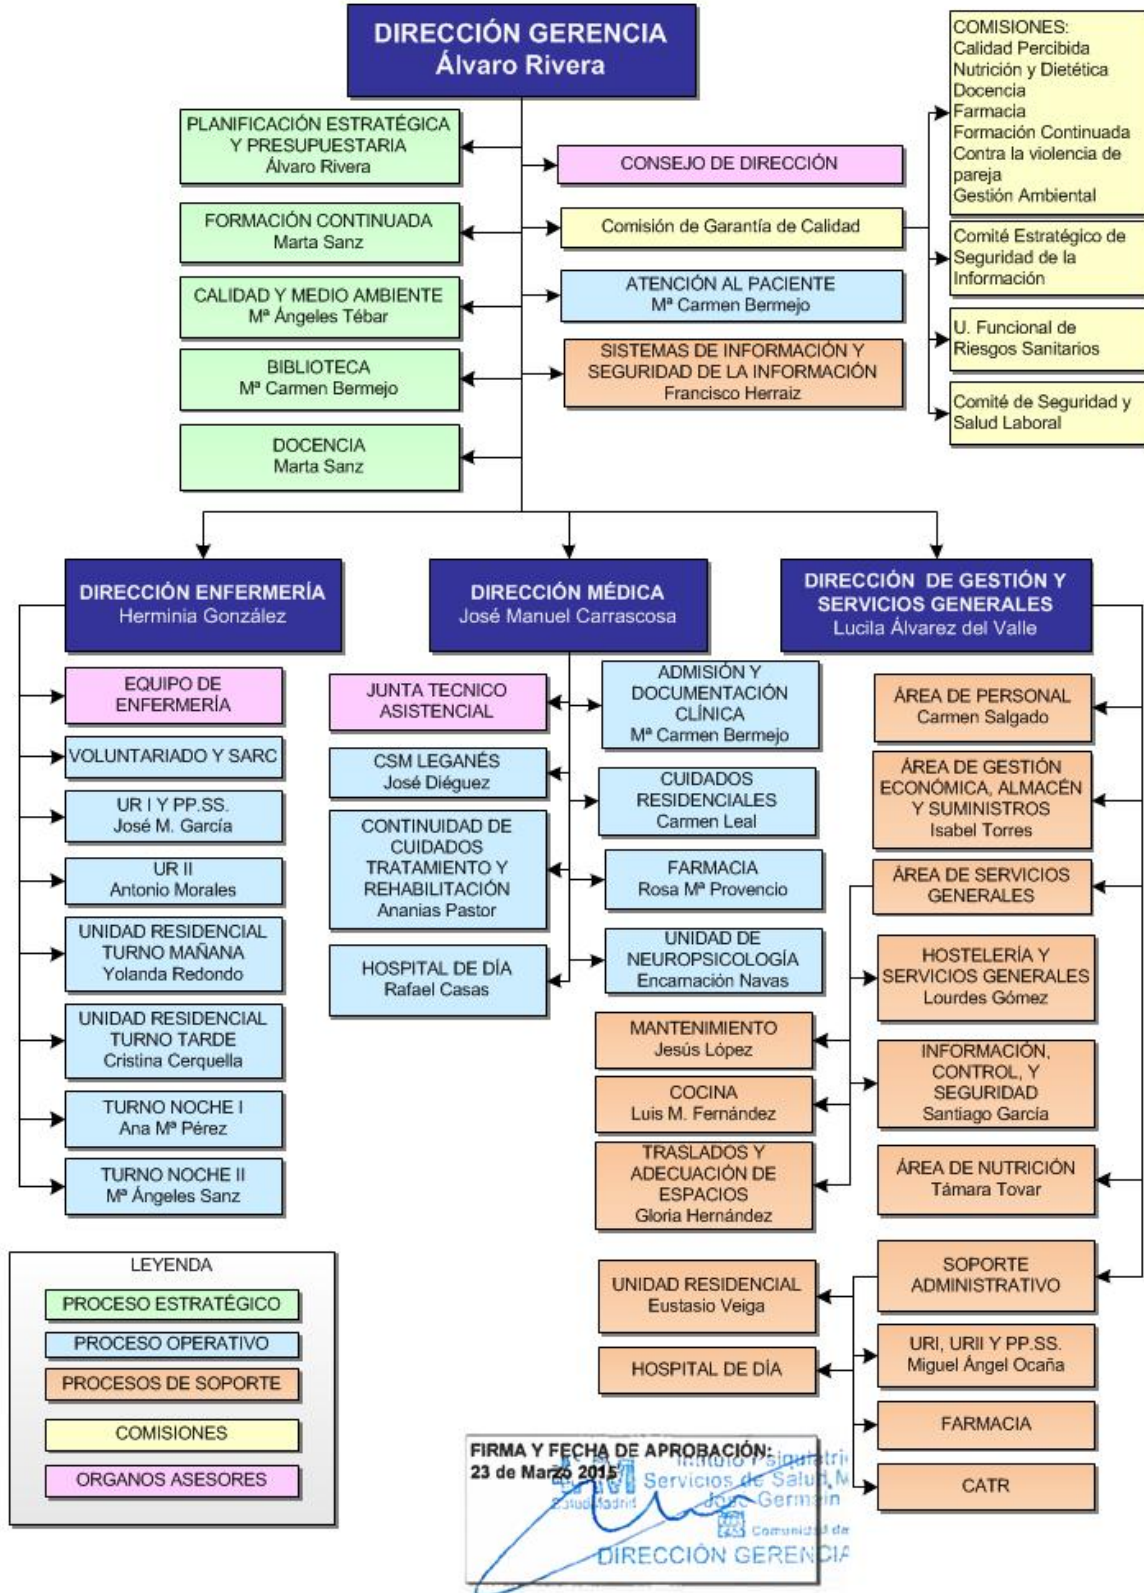 DIRECCIÓN GERENCIA
Álvaro Rivera
PLANIFICACIÓN ESTRATÉGICA
Y PRESUPUESTARIA
Álvaro Rivera
FORMACIÓN CONTINUADA
Marta Sanz
CALIDAD Y MEDIO AMBIENTE
Mª Ángeles Tébar
BIBLIOTECA
Mª Carmen Bermejo
DOCENCIA
Marta Sanz
CONSEJO DE DIRECCIÓN
Comisión de Garantía de Calidad
ATENCIÓN AL PACIENTE
Mª Carmen Bermejo
SISTEMAS DE INFORMACIÓN Y
SEGURIDAD DE LA INFORMACIÓN
Francisco Herraiz
COMISIONES:
Calidad Percibida
Nutrición y Dietética
Docencia
Farmacia
Formación Continuada
Contra la violencia de
pareja
Gestión Ambiental
Comité Estratégico de
Seguridad de la
Información
U. Funcional de
Riesgos Sanitarios
Comité de Seguridad y
Salud Laboral
DIRECCIÓN ENFERMERÍA
Herminia González
EQUIPO DE
ENFERMERÍA
VOLUNTARIADO Y SARC
UR I Y PP.SS.
José M. García
UR II
Antonio Morales
UNIDAD RESIDENCIAL
TURNO MAÑANA
Yolanda Redondo
UNIDAD RESIDENCIAL
TURNO TARDE
Cristina Cerquella
TURNO NOCHE I
Ana Mª Pérez
TURNO NOCHE II
Mª Ángeles Sanz
DIRECCIÓN MÉDICA
José Manuel Carrascosa
JUNTA TECNICO
ASISTENCIAL
CSM LEGANÉS
José Diéguez
CONTINUIDAD DE
CUIDADOS
TRATAMIENTO Y
REHABILITACIÓN
Ananias Pastor
HOSPITAL DE DÍA
Rafael Casas
ADMISIÓN Y
DOCUMENTACIÓN
CLÍNICA
Mª Carmen Bermejo
CUIDADOS
RESIDENCIALES
Carmen Leal
FARMACIA
Rosa Mª Provencio
UNIDAD DE
NEUROPSICOLOGÍA
Encarnación Navas
DIRECCIÓN DE GESTIÓN Y
SERVICIOS GENERALES
Lucila Álvarez del Valle
ÁREA DE PERSONAL
Carmen Salgado
ÁREA DE GESTIÓN
ECONÓMICA, ALMACÉN
Y SUMINISTROS
Isabel Torres
ÁREA DE SERVICIOS
GENERALES
HOSTELERÍA Y
SERVICIOS GENERALES
Lourdes Gómez
MANTENIMIENTO
Jesús López
COCINA
Luis M. Fernández
TRASLADOS Y
ADECUACIÓN DE
ESPACIOS
Gloria Hernández
INFORMACIÓN,
CONTROL, Y
SEGURIDAD
Santiago García
ÁREA DE NUTRICIÓN
Támara Tovar
SOPORTE
ADMINISTRATIVO
UNIDAD RESIDENCIAL
Eustasio Veiga
HOSPITAL DE DÍA
URI, URII Y PP.SS.
Miguel Ángel Ocaña
FARMACIA
CATR
LEYENDA
PROCESO ESTRATÉGICO
PROCESO OPERATIVO
PROCESOS DE SOPORTE
COMISIONES
ORGANOS ASESORES
FIRMA Y FECHA DE APROBACIÓN:
23 de Marzo 2015
Servicios de Salud
SaludMadrid
José Germain
Comunidad de
DIRECCIÓN GERENCIA